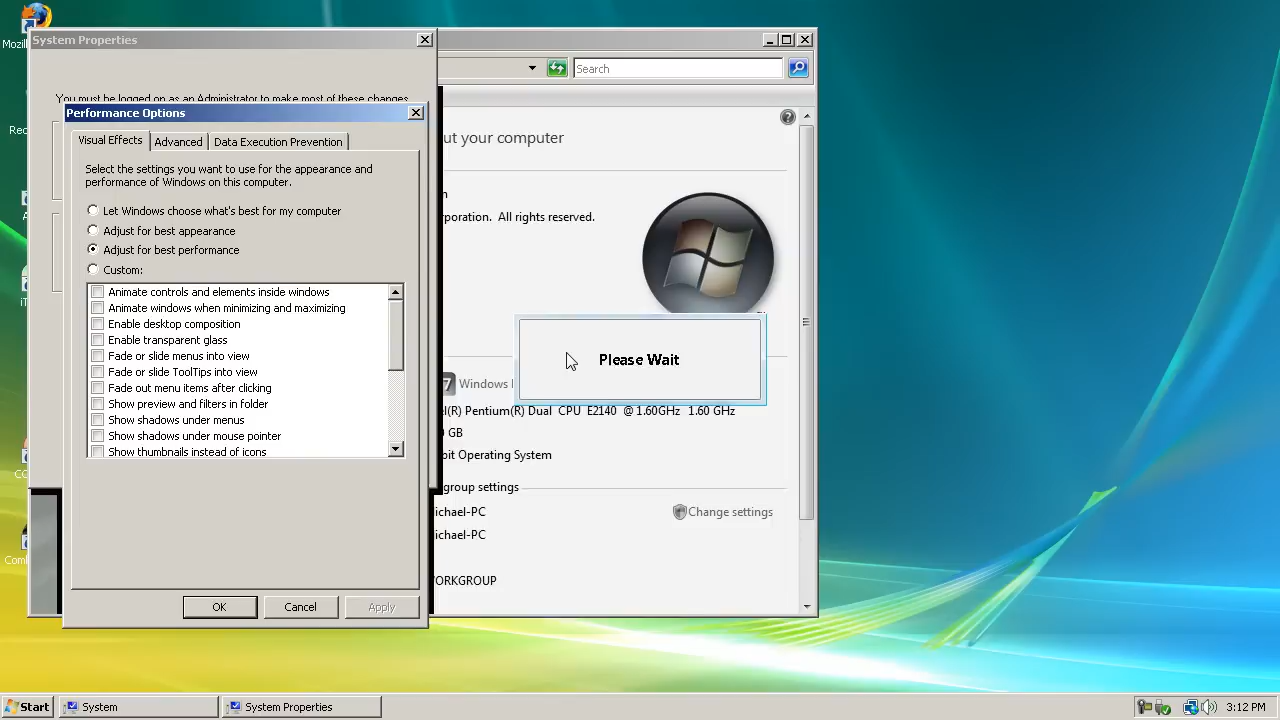 Mozil
System Properties
Search
You must be logged on as an Administrator to make most of these changes.
Performance Options
Rec
Visual Effects
Advanced
Data Execution Prevention
ut your computer
Select the settings you want to use for the appearance and
performance of Windows on this computer.
Let Windows choose what's best for my computer
Adjust for best appearance
Adjust for best performance
Custom:
Animate controls and elements inside windows
Animate windows when minimizing and maximizing
Enable desktop composition
Enable transparent glass
Fade or slide menus into view
Fade or slide ToolTips into view
Fade out menu items after clicking
Show preview and filters in folder
Show shadows under menus
Show shadows under mouse pointer
Show thumbnails instead of icons
OK
Cancel
Apply
orporation. All rights reserved.
Please Wait
Windows
el(R) Pentium(R) Dual CPU E2140 @ 1.60GHz 1.60 GHz
GB
bit Operating System
group settings
ichael-PC
Change settings
ichael-PC
ORKGROUP
iT
CC
Comb
Start
System
System Properties
3:12 PM